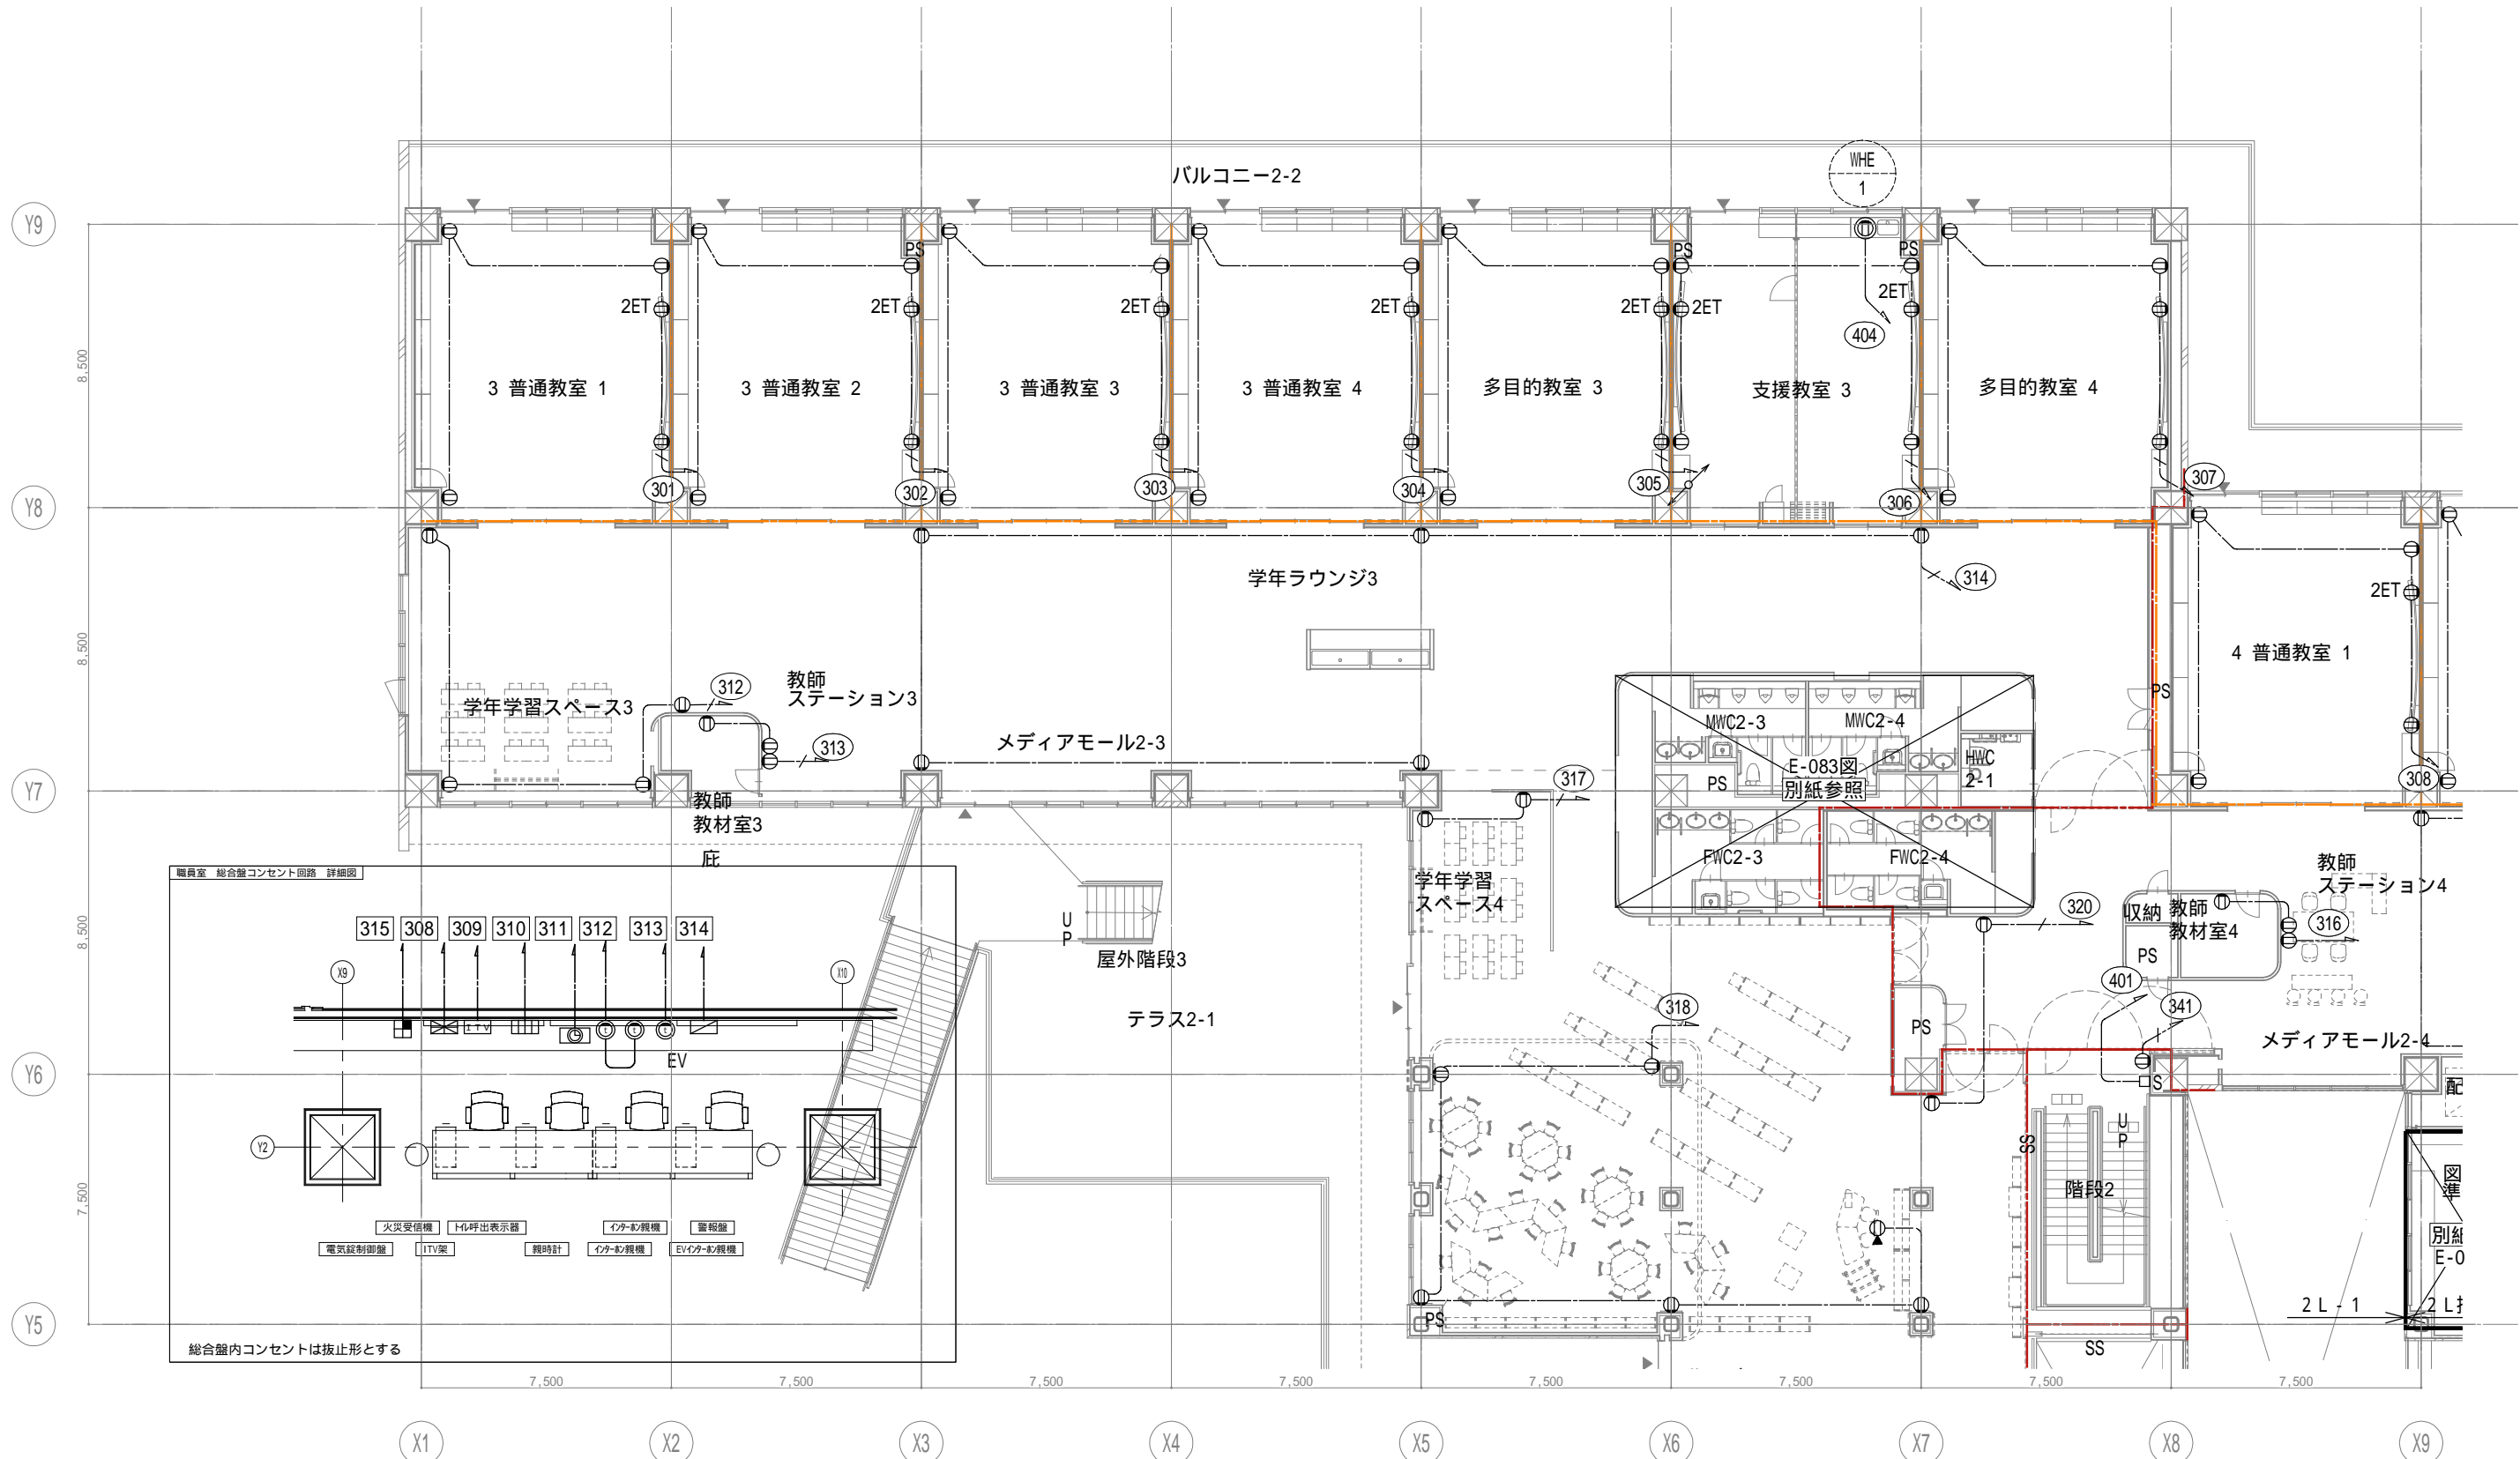 バルコニー2-2
WHE
1
Y9
PS
PS
PS
2ET
2ET
2ET
2ET
2ET
2ET
2ET
404
8,500
3 普通教室 1
3 普通教室 2
3 普通教室 3
3 普通教室 4
多目的教室 3
支援教室 3
多目的教室 4
301
302
303
304
305
306
307
Y8
学年ラウンジ3
314
2ET
8,500
4 普通教室 1
312
教師
ステーション3
学年学習スペース3
313
メディアモール2-3
MWC2-3
MWC2-4
PS
HWC
2-1
E-083図
別紙参照
PS
317
308
Y7
教師
教材室3
庇
FWC2-3
FWC2-4
学年学習
スペース4
教師
ステーション4
職員室 総合盤コンセント回路 詳細図
315
308
309
310
311
312
313
314
8,500
UP
屋外階段3
320
収納
教師
教材室4
316
PS
401
341
X9
X10
ITV
EV
テラス2-1
318
PS
メディアモール2-4
Y6
S
配
Y2
SS
UP
階段2
7,500
図
準
火災受信機
トイレ呼出表示器
インターホン親機
警報盤
電気錠制御盤
ITV架
親時計
インターホン親機
EVインターホン親機
別紙
E-0
2L-1
2L
Y5
PS
SS
総合盤内コンセントは抜止形とする
7,500
7,500
7,500
7,500
7,500
7,500
7,500
7,500
X1
X2
X3
X4
X5
X6
X7
X8
X9